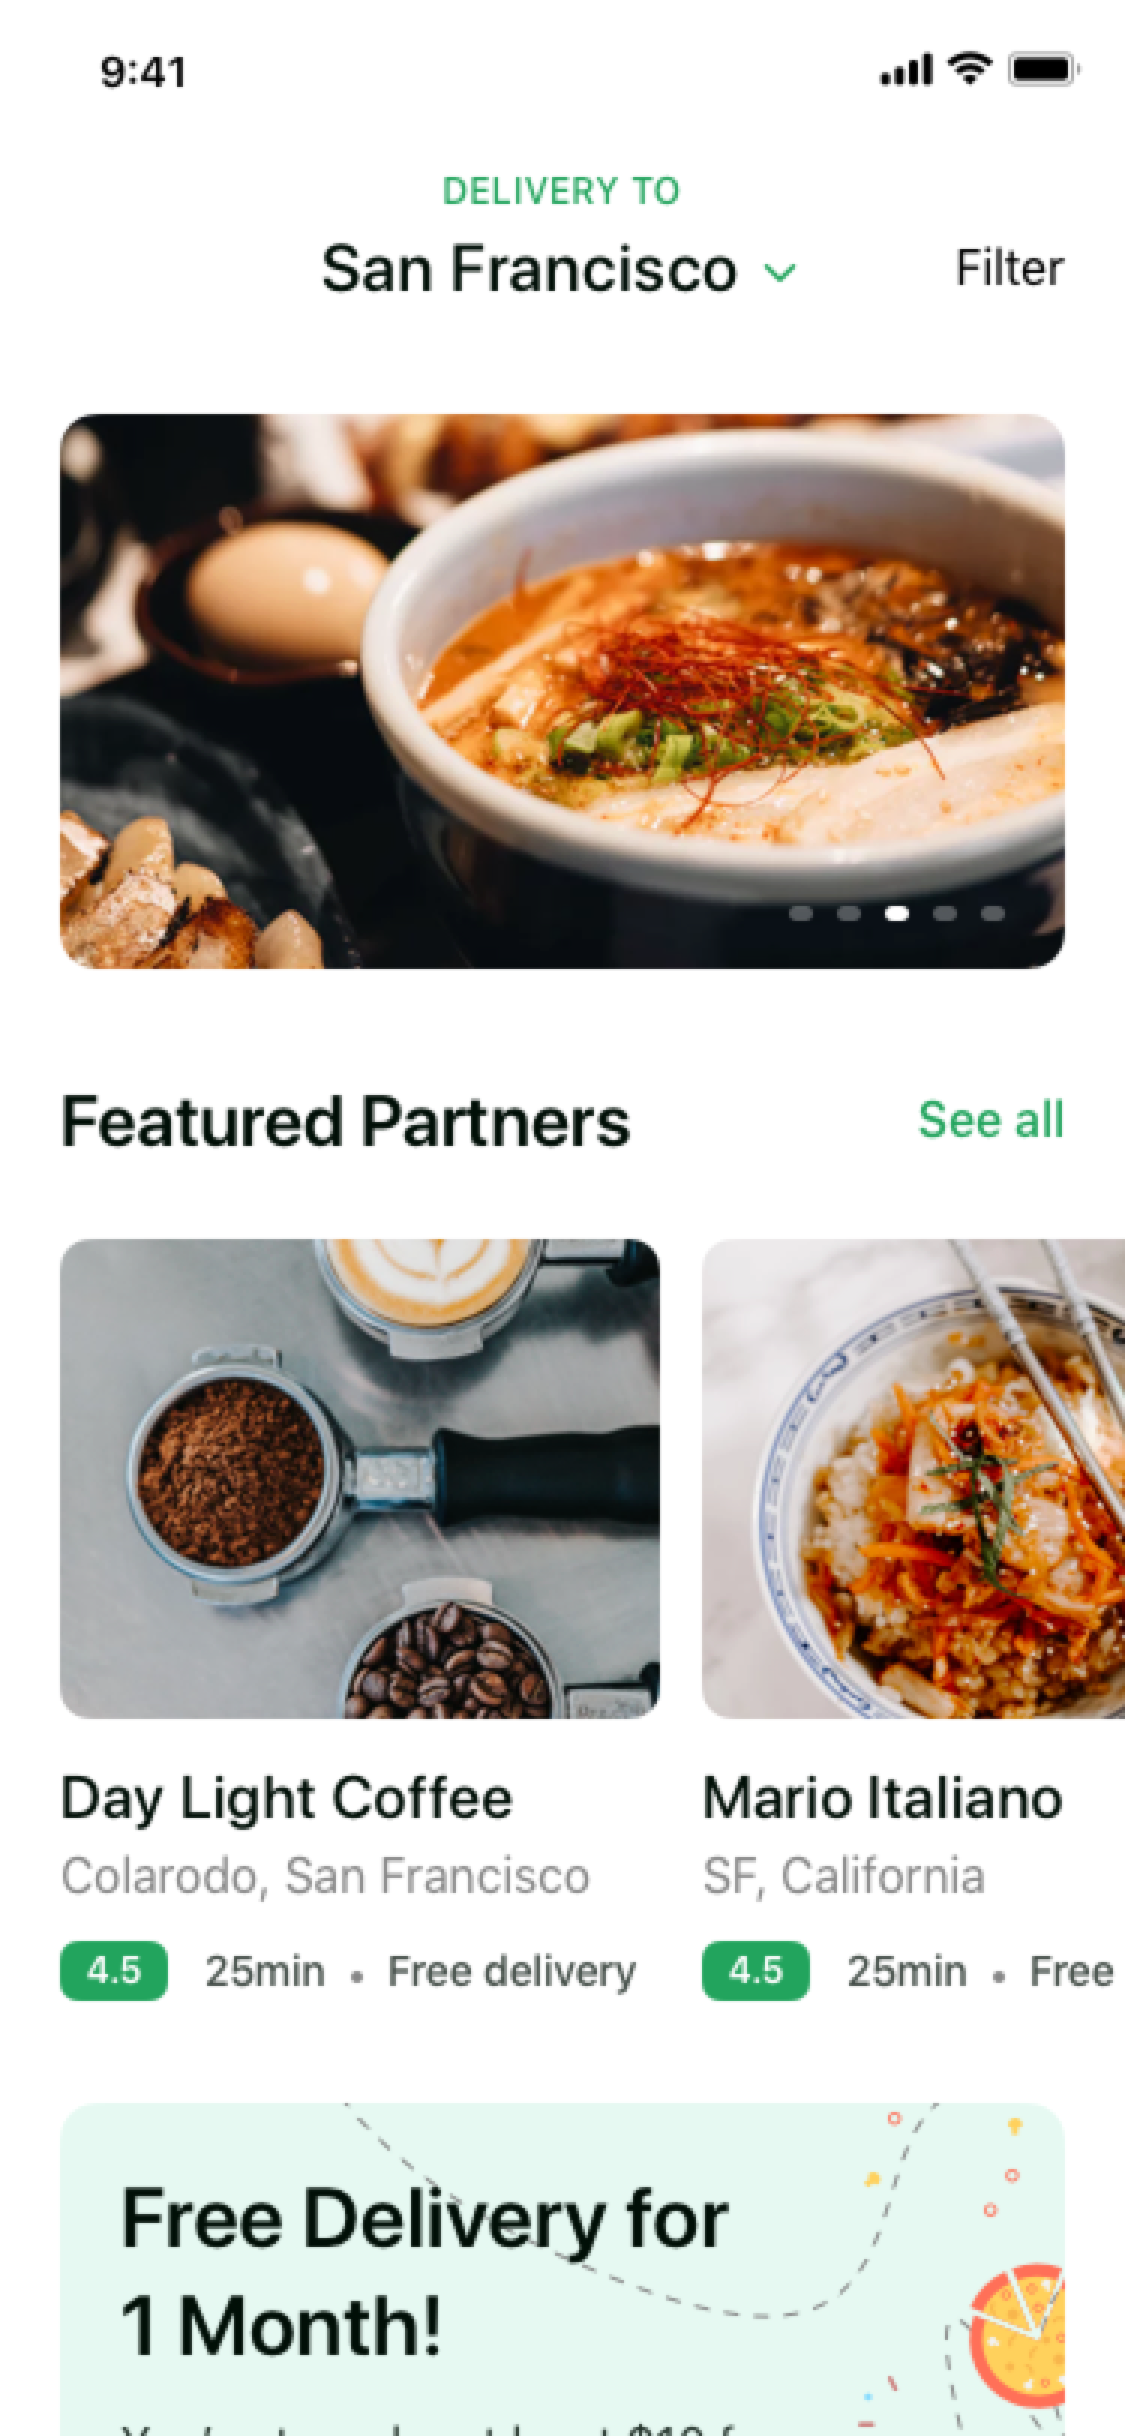 9:41
DELIVERY TO
San Francisco
Filter
Featured Partners
See all
Day Light Coffee
Colarodo, San Francisco
4.5 25min • Free delivery
Mario Italiano
SF, California
4.5 25min • Free
Free Delivery for
1 Month!